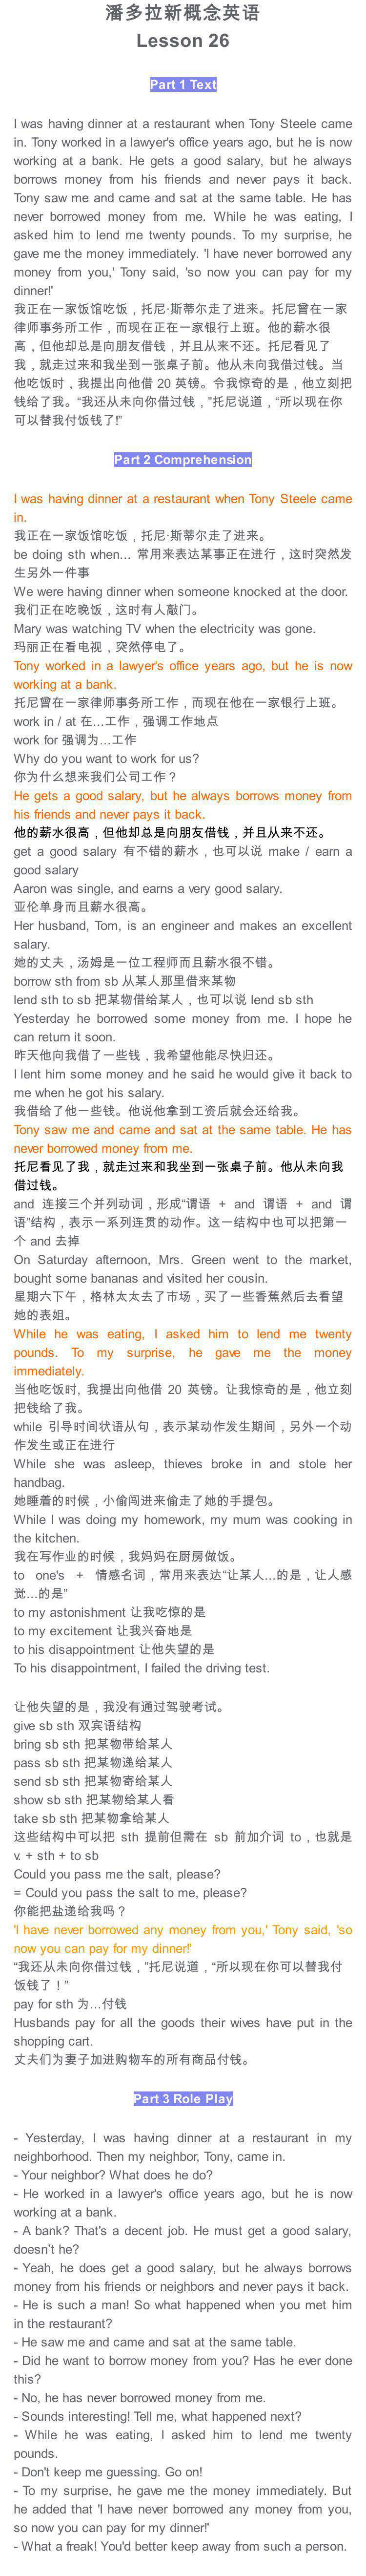 潘多拉新概念英语
Lesson 26
Part 1 Text
I was having dinner at a restaurant when Tony Steele came
in. Tony worked in a lawyer's office years ago, but he is now
working at a bank. He gets a good salary, but he always
borrows money from his friends and never pays it back.
Tony saw me and came and sat at the same table. He has
never borrowed money from me. While he was eating, I
asked him to lend me twenty pounds. To my surprise, he
gave me the money immediately. 'I have never borrowed any
money from you,' Tony said, 'so now you can pay for my
dinner!'
我正在一家饭馆吃饭，托尼·斯蒂尔走了进来。托尼曾在一家
律师事务所工作，而现在正在一家银行上班。他的薪水很
高，但他却总是向朋友借钱，并且从来不还。托尼看见了
我，就走过来和我坐到一张桌子前。他从未向我借过钱。当
他吃饭时，我提出向他借 20 英镑。令我惊奇的是，他立刻把
钱给了我。“我还从未向你借过钱，”托尼说道，“所以现在你
可以替我付饭钱了!”
Part 2 Comprehension
I was having dinner at a restaurant when Tony Steele came
in.
我正在一家饭馆吃饭，托尼·斯蒂尔走了进来。
be doing sth when... 常用来表达某事正在进行，这时突然发
生另外一件事
We were having dinner when someone knocked at the door.
我们正在吃晚饭，这时有人敲门。
Mary was watching TV when the electricity was gone.
玛丽正在看电视，突然停电了。
Tony worked in a lawyer's office years ago, but he is now
working at a bank.
托尼曾在一家律师事务所工作，而现在他在一家银行上班。
work in / at 在...工作，强调工作地点
work for 强调为...工作
Why do you want to work for us?
你为什么想来我们公司工作？
He gets a good salary, but he always borrows money from
his friends and never pays it back.
他的薪水很高，但他却总是向朋友借钱，并且从来不还。
get a good salary 有不错的薪水，也可以说 make / earn a
good salary
Aaron was single, and earns a very good salary.
亚伦单身而且薪水很高。
Her husband, Tom, is an engineer and makes an excellent
salary.
她的丈夫，汤姆是一位工程师而且薪水很不错。
borrow sth from sb 从某人那里借来某物
lend sth to sb 把某物借给某人，也可以说 lend sb sth
Yesterday he borrowed some money from me. I hope he
can return it soon.
昨天他向我借了一些钱，我希望他能尽快归还。
I lent him some money and he said he would give it back to
me when he got his salary.
我借给了他一些钱。他说他拿到工资后就会还给我。
Tony saw me and came and sat at the same table. He has
never borrowed money from me.
托尼看见了我，就走过来和我坐到一张桌子前。他从未向我
借过钱。
and 连接三个并列动词，形成“谓语 + and 谓语 + and 谓
语”结构，表示一系列连贯的动作。这一结构中也可以把第一
个 and 去掉
On Saturday afternoon, Mrs. Green went to the market,
bought some bananas and visited her cousin.
星期六下午，格林太太去了市场，买了一些香蕉然后去看望
她的表姐。
While he was eating, I asked him to lend me twenty
pounds. To my surprise, he gave me the money
immediately.
当他吃饭时, 我提出向他借 20 英镑。让我惊奇的是，他立刻
把钱给了我。
while 引导时间状语从句，表示某动作发生期间，另外一个动
作发生或正在进行
While she was asleep, thieves broke in and stole her
handbag.
她睡着的时候，小偷闯进来偷走了她的手提包。
While I was doing my homework, my mum was cooking in
the kitchen.
我在写作业的时候，我妈妈在厨房做饭。
to one's + 情感名词，常用来表达“让某人...的是，让人感
觉...的是”
to my astonishment 让我吃惊的是
to my excitement 让我兴奋地是
to his disappointment 让他失望的是
To his disappointment, I failed the driving test.
让他失望的是，我没有通过驾驶考试。
give sb sth 双宾语结构
bring sb sth 把某物带给某人
pass sb sth 把某物递给某人
send sb sth 把某物寄给某人
show sb sth 把某物给某人看
take sb sth 把某物拿给某人
这些结构中可以把 sth 提前但需在 sb 前加介词 to，也就是
v. + sth + to sb
Could you pass me the salt, please?
= Could you pass the salt to me, please?
你能把盐递给我吗？
'I have never borrowed any money from you,' Tony said, 'so
now you can pay for my dinner!'
“我还从未向你借过钱，”托尼说道，“所以现在你可以替我付
饭钱了！”
pay for sth 为...付钱
Husbands pay for all the goods their wives have put in the
shopping cart.
丈夫们为妻子加进购物车的所有商品付钱。
Part 3 Role Play
- Yesterday, I was having dinner at a restaurant in my
neighborhood. Then my neighbor, Tony, came in.
- Your neighbor? What does he do?
- He worked in a lawyer's office years ago, but he is now
working at a bank.
- A bank? That's a decent job. He must get a good salary,
doesn't he?
- Yeah, he does get a good salary, but he always borrows
money from his friends or neighbors and never pays it back.
- He is such a man! So what happened when you met him
in the restaurant?
- He saw me and came and sat at the same table.
- Did he want to borrow money from you? Has he ever done
this?
- No, he has never borrowed money from me.
- Sounds interesting! Tell me, what happened next?
- While he was eating, I asked him to lend me twenty
pounds.
- Don't keep me guessing. Go on!
- To my surprise, he gave me the money immediately. But
he added that 'I have never borrowed any money from you,
so now you can pay for my dinner!'
- What a freak! You'd better keep away from such a person.